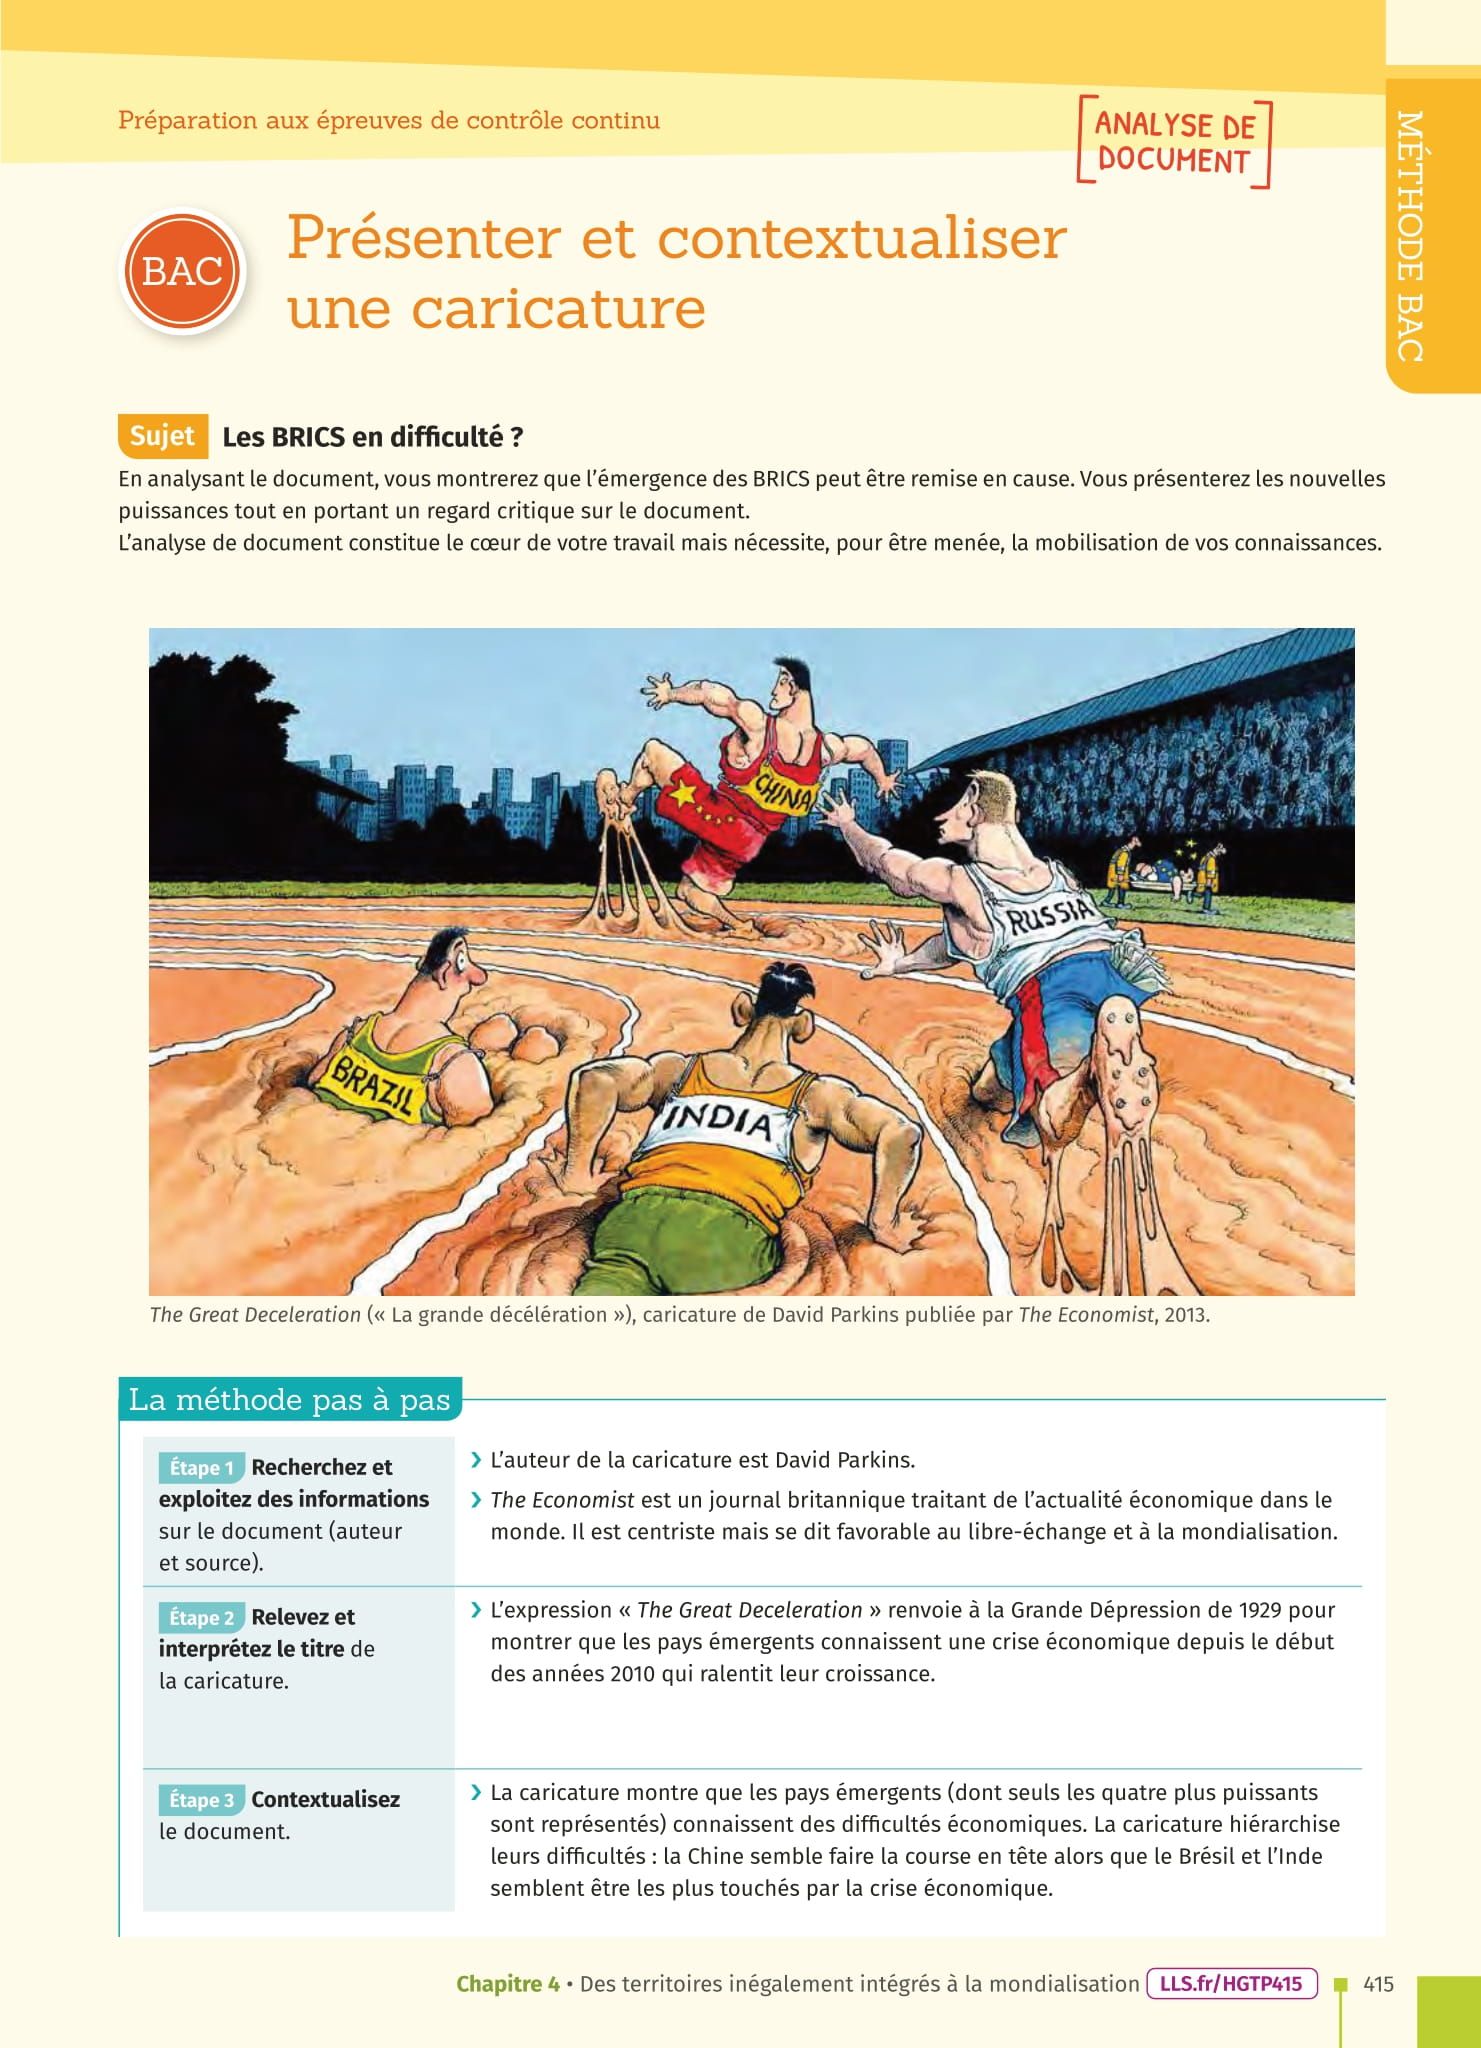 Préparation aux épreuves de contrôle continu
ANALYSE DE
DOCUMENT
MÉTHODE BAC
BAC
Présenter et contextualiser
une caricature
Sujet Les BRICS en difficulté ?
En analysant le document, vous montrerez que l’émergence des BRICS peut être remise en cause. Vous présenterez les nouvelles
puissances tout en portant un regard critique sur le document.
L’analyse de document constitue le cœur de votre travail mais nécessite, pour être menée, la mobilisation de vos connaissances.
CHINA
RUSSIA
BRAZIL
INDIA
The Great Deceleration (« La grande décélération »), caricature de David Parkins publiée par The Economist, 2013.
La méthode pas à pas
Étape 1 Recherchez et
exploitez des informations
sur le document (auteur
et source).
› L’auteur de la caricature est David Parkins.
› The Economist est un journal britannique traitant de l’actualité économique dans le
monde. Il est centriste mais se dit favorable au libre-échange et à la mondialisation.
Étape 2 Relevez et
interprétez le titre de
la caricature.
› L’expression « The Great Deceleration » renvoie à la Grande Dépression de 1929 pour
montrer que les pays émergents connaissent une crise économique depuis le début
des années 2010 qui ralentit leur croissance.
Étape 3 Contextualisez
le document.
› La caricature montre que les pays émergents (dont seuls les quatre plus puissants
sont représentés) connaissent des difficultés économiques. La caricature hiérarchise
leurs difficultés : la Chine semble faire la course en tête alors que le Brésil et l’Inde
semblent être les plus touchés par la crise économique.
Chapitre 4 • Des territoires inégalement intégrés à la mondialisation LLS.fr/HGTP415 415